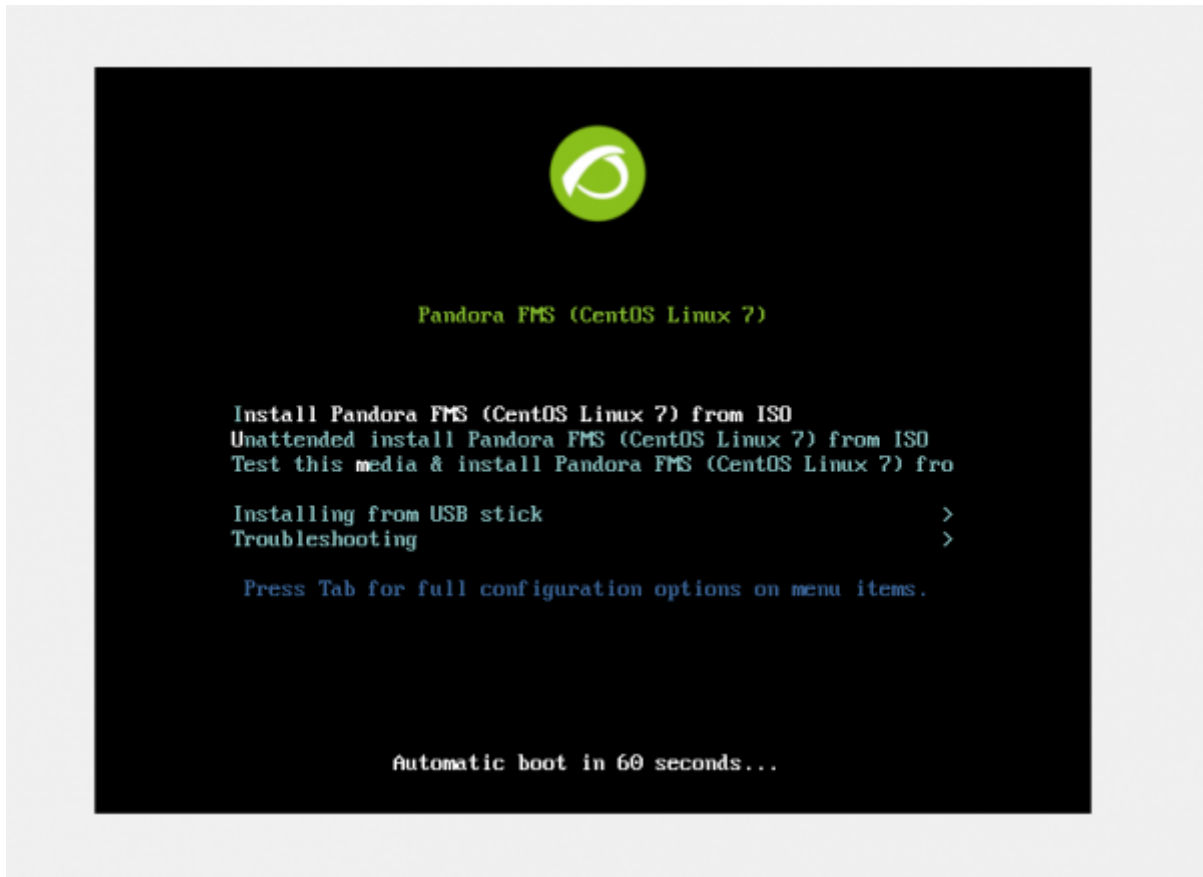 Pandora FMS (CentOS Linux 7)
Install Pandora FMS (CentOS Linux 7) from ISO
Unattended install Pandora FMS (CentOS Linux 7) from ISO
Test this media & install Pandora FMS (CentOS Linux 7) fro
Installing from USB stick >
Troubleshooting >
Press Tab for full configuration options on menu items.
Automatic boot in 60 seconds...